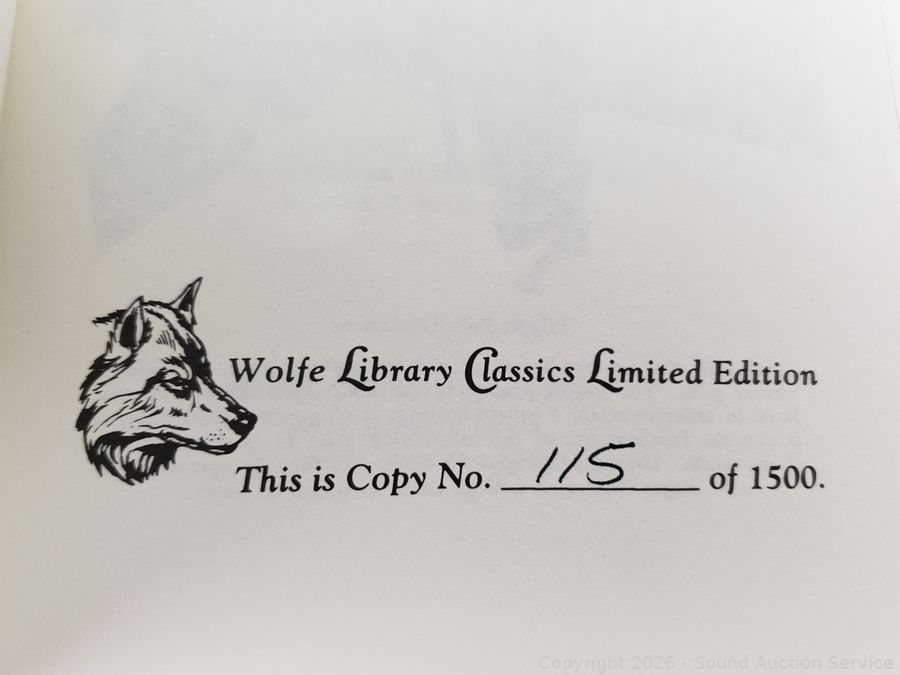 Wolfe Library Classics Limited Edition
This is Copy No. 115 of 1500.
Copyright 2026 - Sound Auction Service